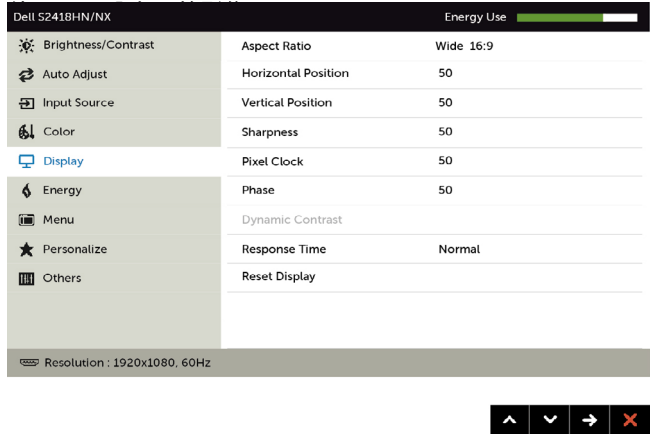 Dell S2418HN/NX Energy Use
Brightness/Contrast Aspect Ratio Wide 16:9
Auto Adjust Horizontal Position 50
Input Source Vertical Position 50
Color Sharpness 50
Display Pixel Clock 50
Energy Phase 50
Menu Dynamic Contrast
Personalize Response Time Normal
Others Reset Display
Resolution : 1920x1080, 60Hz